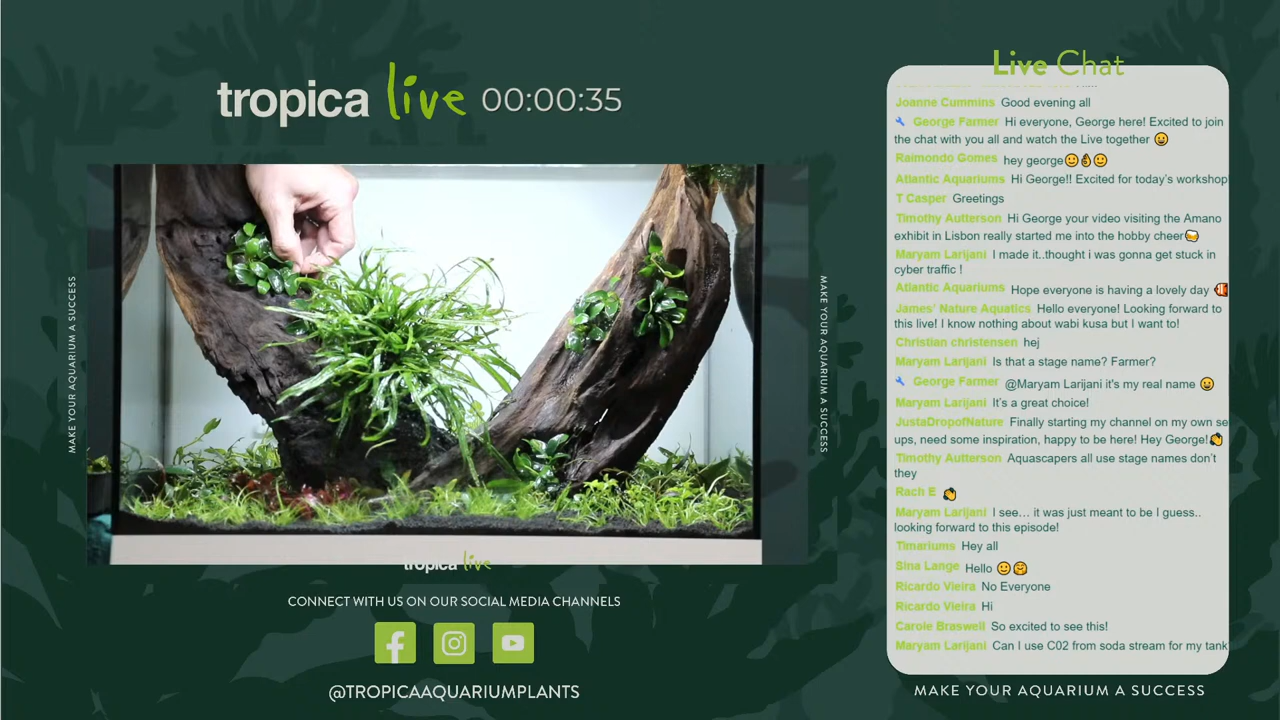 tropica live 00:00:35
MAKE YOUR AQUARIUM A SUCCESS
MAKE YOUR AQUARIUM A SUCCESS
tropica live
CONNECT WITH US ON OUR SOCIAL MEDIA CHANNELS
@TROPICAAQUARIUMPLANTS
Live Chat
Joanne Cummins Good evening all
George Farmer Hi everyone, George here! Excited to join
the chat with you all and watch the Live together 😀
Raimondo Gomes hey george🙂👌🙂
Atlantic Aquariums Hi George!! Excited for today's workshop
T Casper Greetings
Timothy Autterson Hi George your video visiting the Amano
exhibit in Lisbon really started me into the hobby cheer🍻
Maryam Larijani I made it..thought i was gonna get stuck in
cyber traffic !
Atlantic Aquariums Hope everyone is having a lovely day 🐠
James' Nature Aquatics Hello everyone! Looking forward to
this live! I know nothing about wabi kusa but I want to!
Christian christensen hej
Maryam Larijani Is that a stage name? Farmer?
George Farmer @Maryam Larijani it's my real name 😀
Maryam Larijani It's a great choice!
JustaDropofNature Finally starting my channel on my own se
ups, need some inspiration, happy to be here! Hey George!👋
Timothy Autterson Aquascapers all use stage names don't
they
Rach E 👋
Maryam Larijani I see… it was just meant to be I guess..
looking forward to this episode!
Timariums Hey all
Sina Lange Hello 🙂🤗
Ricardo Vieira No Everyone
Ricardo Vieira Hi
Carole Braswell So excited to see this!
Maryam Larijani Can I use C02 from soda stream for my tank
MAKE YOUR AQUARIUM A SUCCESS